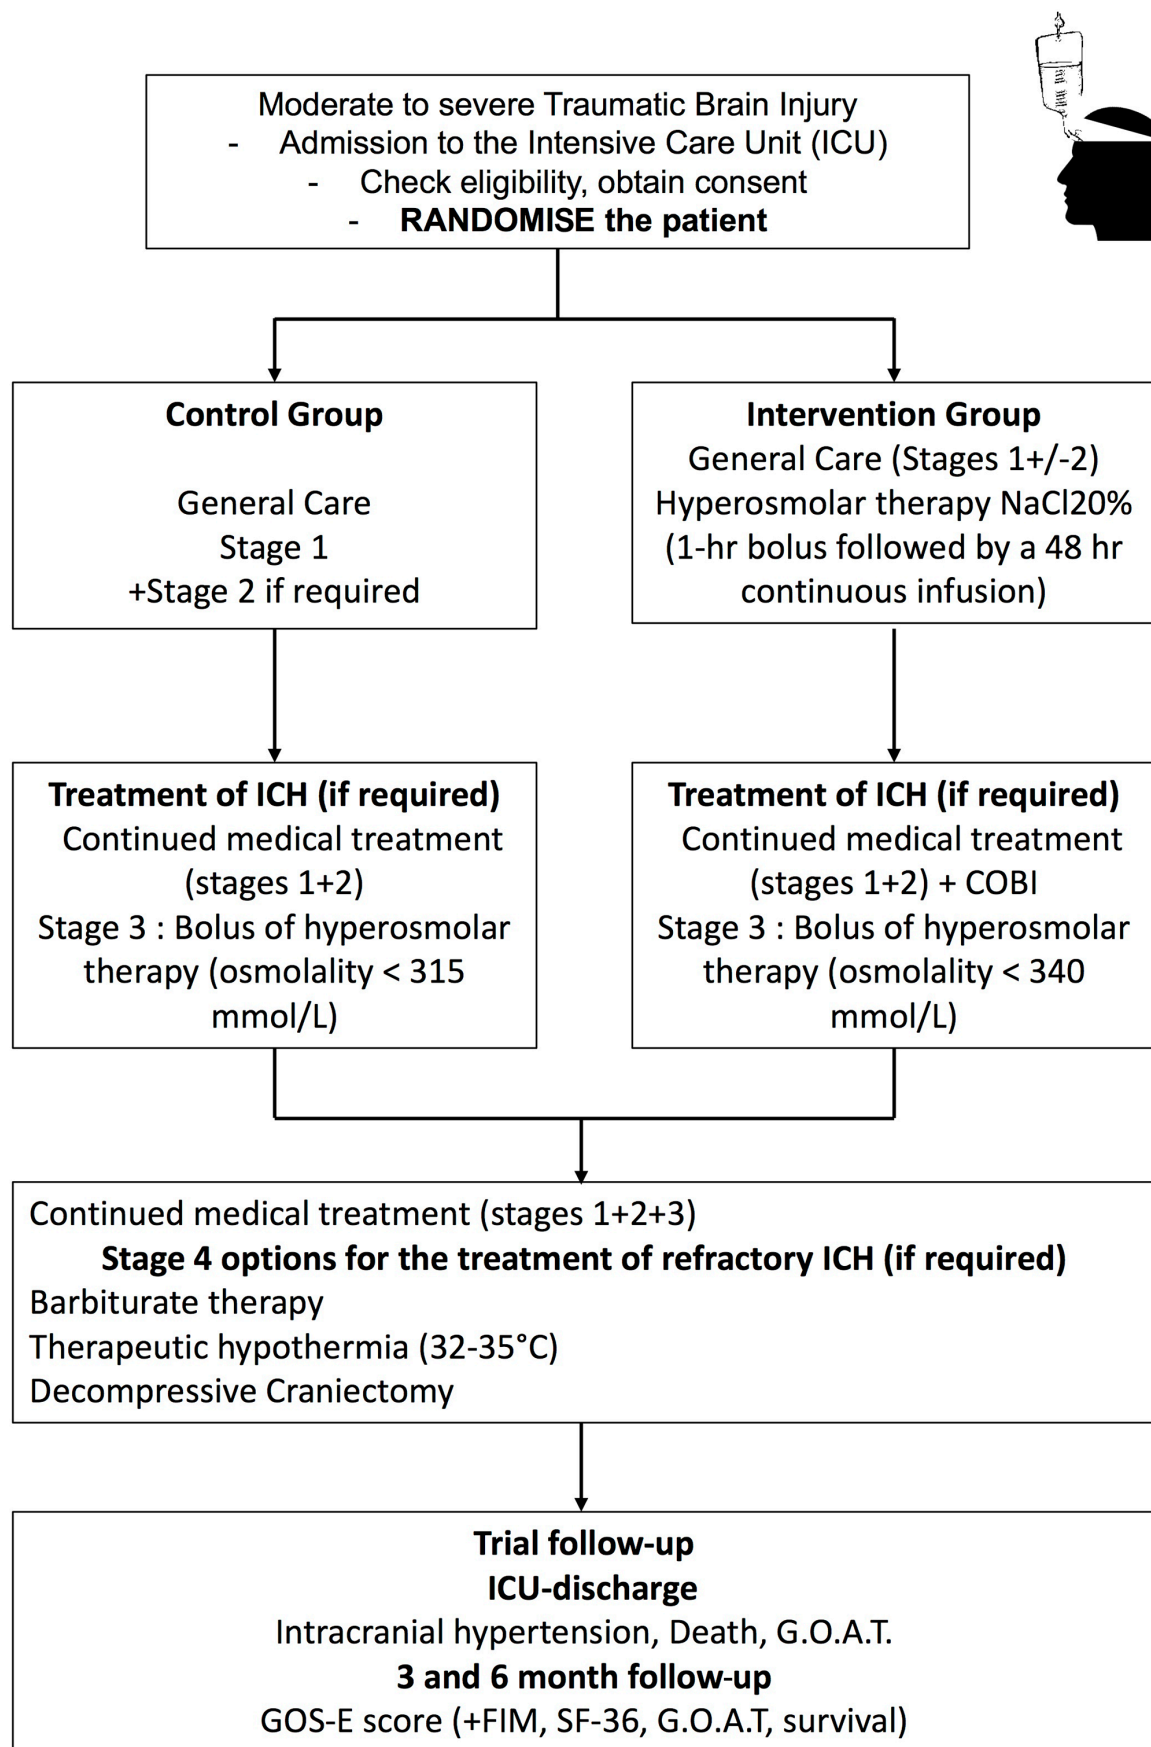 Moderate to severe Traumatic Brain Injury
- Admission to the Intensive Care Unit (ICU)
- Check eligibility, obtain consent
- RANDOMISE the patient
Control Group
General Care
Stage 1
+Stage 2 if required
Intervention Group
General Care (Stages 1+/-2)
Hyperosmolar therapy NaCl20%
(1-hr bolus followed by a 48 hr
continuous infusion)
Treatment of ICH (if required)
Continued medical treatment
(stages 1+2)
Stage 3 : Bolus of hyperosmolar
therapy (osmolality < 315
mmol/L)
Treatment of ICH (if required)
Continued medical treatment
(stages 1+2) + COBI
Stage 3 : Bolus of hyperosmolar
therapy (osmolality < 340
mmol/L)
Continued medical treatment (stages 1+2+3)
Stage 4 options for the treatment of refractory ICH (if required)
Barbiturate therapy
Therapeutic hypothermia (32-35°C)
Decompressive Craniectomy
Trial follow-up
ICU-discharge
Intracranial hypertension, Death, G.O.A.T.
3 and 6 month follow-up
GOS-E score (+FIM, SF-36, G.O.A.T, survival)